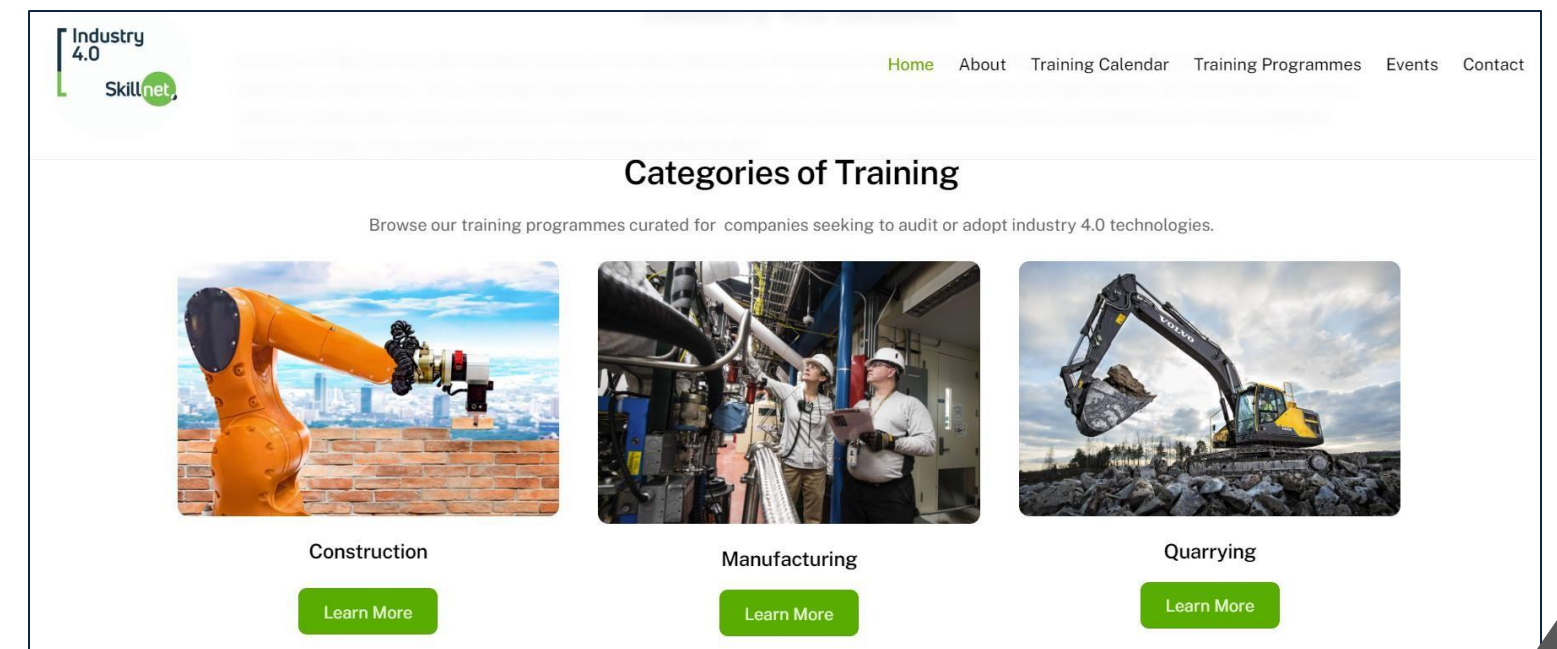 Industry
4.0
Skillnet
Home About Training Calendar Training Programmes Events Contact
Categories of Training
Browse our training programmes curated for companies seeking to audit or adopt industry 4.0 technologies.
VOLVO
Construction
Manufacturing
Quarrying
Learn More
Learn More
Learn More